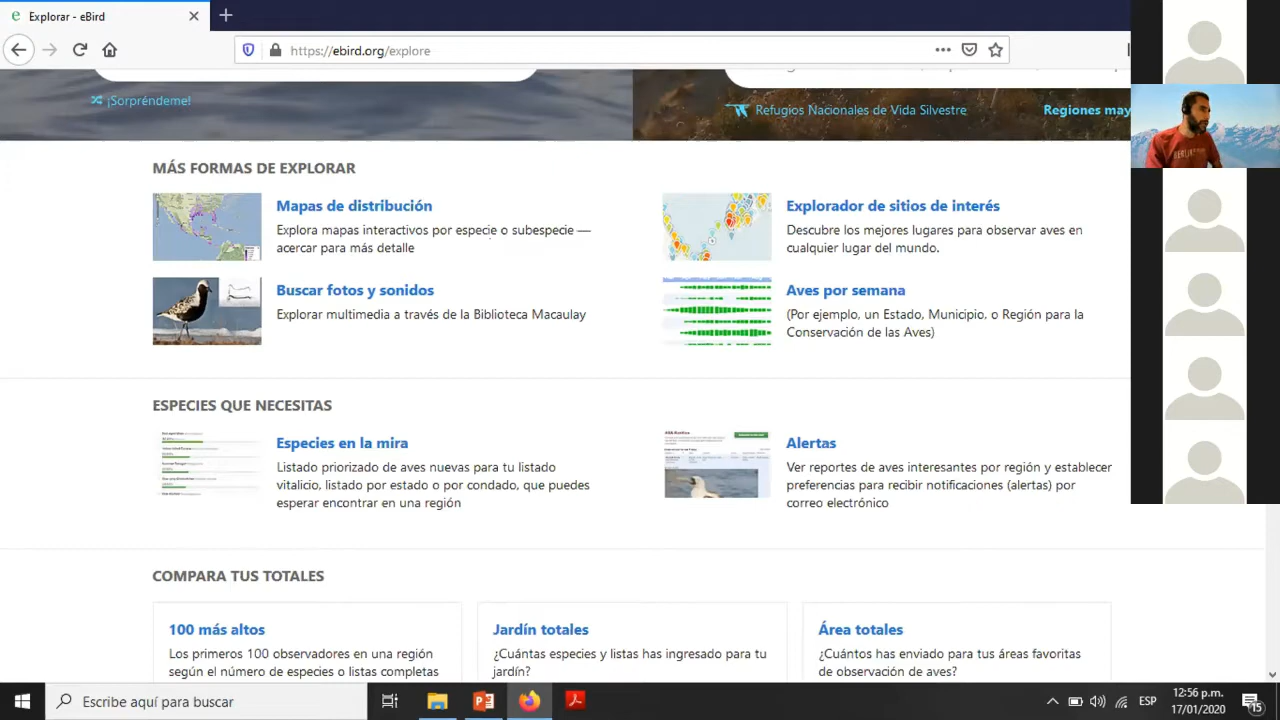 Explorar - eBird
https://ebird.org/explore
¡Sorpréndeme!
Refugios Nacionales de Vida Silvestre
Regiones may
MÁS FORMAS DE EXPLORAR
Mapas de distribución
Explora mapas interactivos por especie o subespecie —
acercar para más detalle
Explorador de sitios de interés
Descubre los mejores lugares para observar aves en
cualquier lugar del mundo.
Buscar fotos y sonidos
Explorar multimedia a través de la Biblioteca Macaulay
Aves por semana
(Por ejemplo, un Estado, Municipio, o Región para la
Conservación de las Aves)
ESPECIES QUE NECESITAS
Especies en la mira
Listado priorizado de aves nuevas para tu listado
vitalicio, listado por estado o por condado, que puedes
esperar encontrar en una región
Alertas
Ver reportes de aves interesantes por región y establecer
preferencias para recibir notificaciones (alertas) por
correo electrónico
COMPARA TUS TOTALES
100 más altos
Los primeros 100 observadores en una región
según el número de especies o listas completas
Jardín totales
¿Cuántas especies y listas has ingresado para tu
jardín?
Área totales
¿Cuántos has enviado para tus áreas favoritas
de observación de aves?
Escribe aquí para buscar
ESP
12:56 p.m.
17/01/2020
15